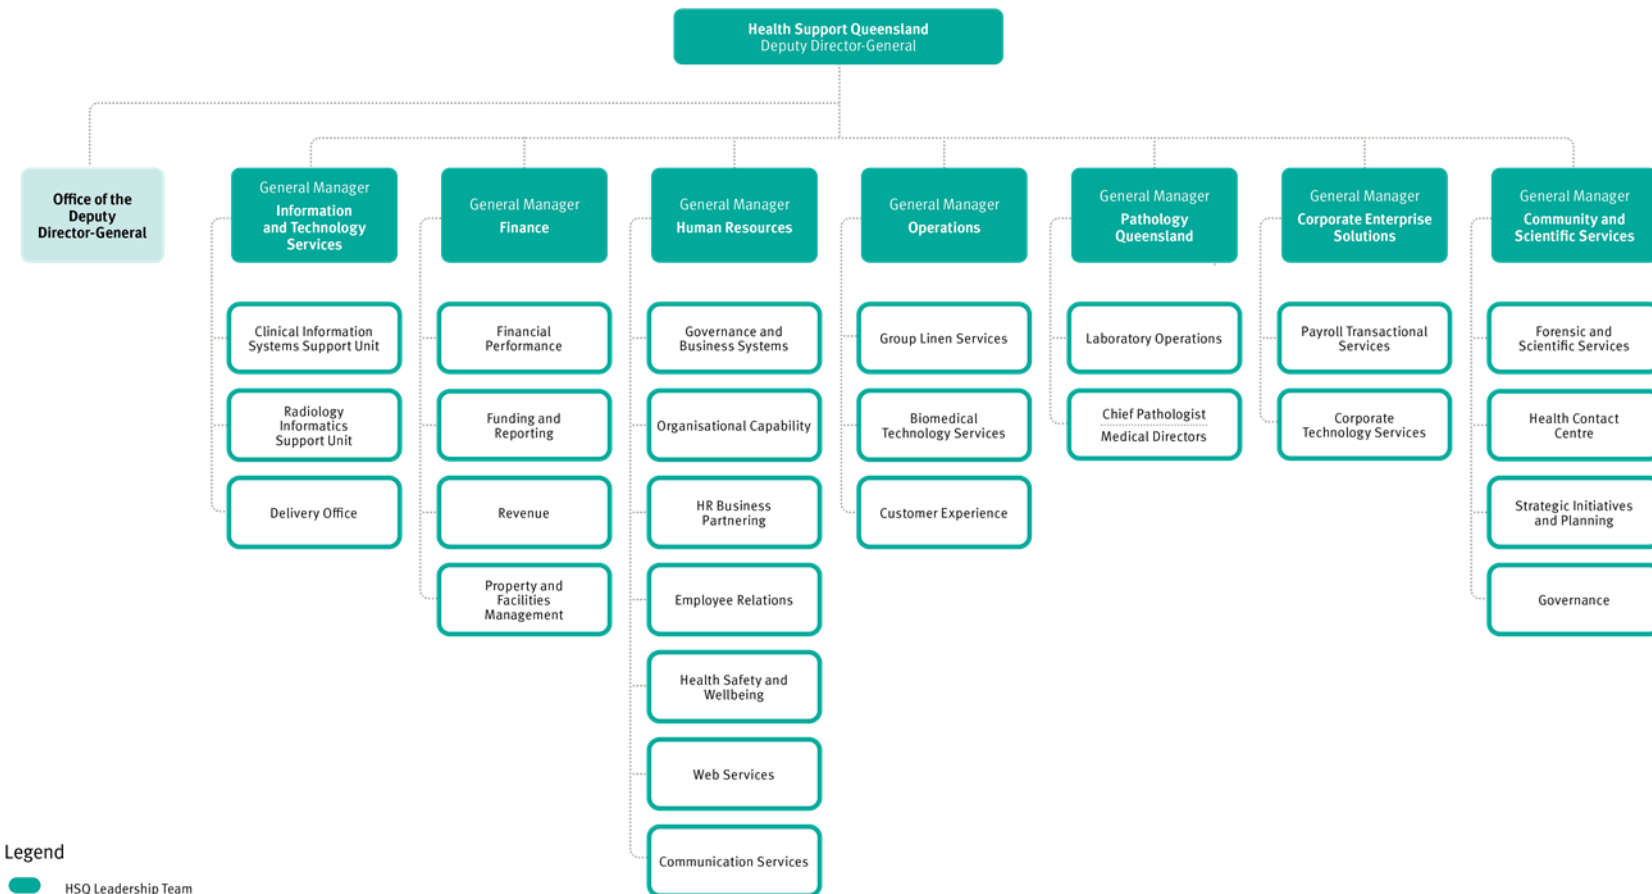 Health Support Queensland
Deputy Director-General
Office of the
Deputy
Director-General
General Manager
Information
and Technology
Services
General Manager
Finance
General Manager
Human Resources
General Manager
Operations
General Manager
Pathology
Queensland
General Manager
Corporate Enterprise
Solutions
General Manager
Community and
Scientific Services
Clinical Information
Systems Support Unit
Radiology
Informatics
Support Unit
Delivery Office
Financial
Performance
Funding and
Reporting
Revenue
Property and
Facilities
Management
Governance and
Business Systems
Organisational Capability
HR Business
Partnering
Employee Relations
Health Safety and
Wellbeing
Web Services
Communication Services
Group Linen Services
Biomedical
Technology Services
Customer Experience
Laboratory Operations
Chief Pathologist
Medical Directors
Payroll Transactional
Services
Corporate
Technology Services
Forensic and
Scientific Services
Health Contact
Centre
Strategic Initiatives
and Planning
Governance
Legend
HSQ Leadership Team